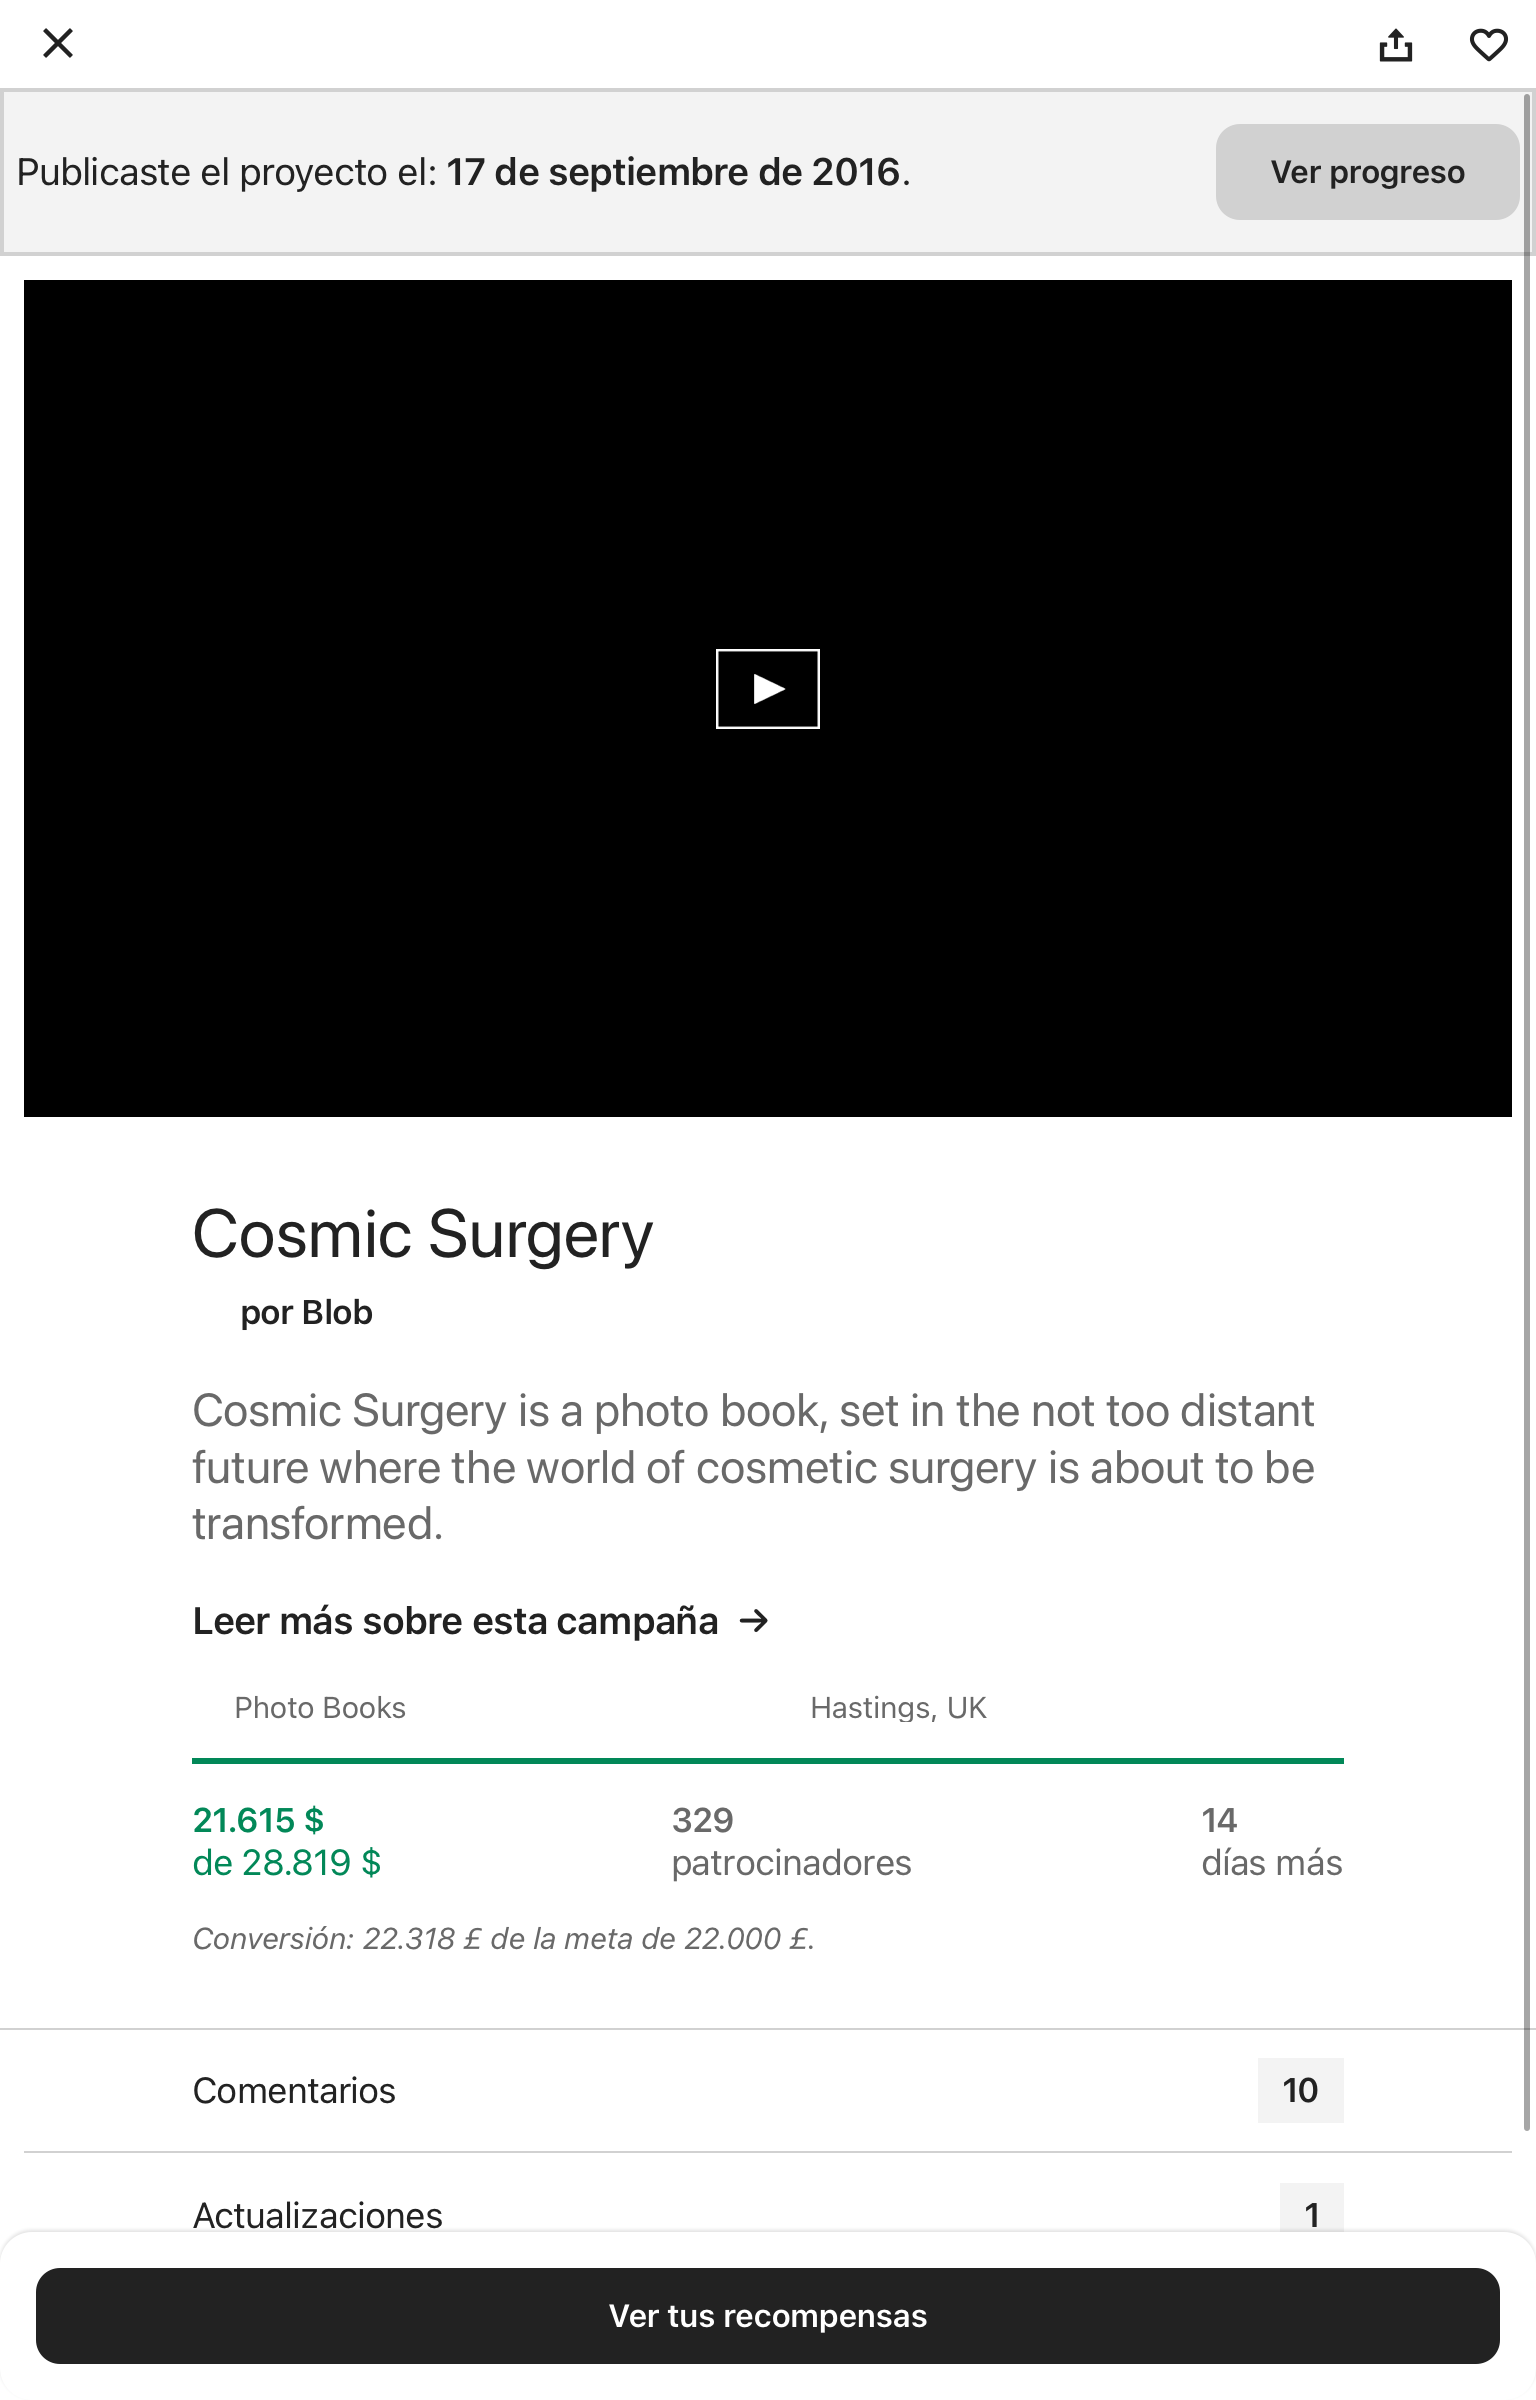 Publicaste el proyecto el: 17 de septiembre de 2016.
Ver progreso
Cosmic Surgery
por Blob
Cosmic Surgery is a photo book, set in the not too distant
future where the world of cosmetic surgery is about to be
transformed.
Leer más sobre esta campaña →
Photo Books
Hastings, UK
21.615 $
de 28.819 $
329
patrocinadores
14
días más
Conversión: 22.318 £ de la meta de 22.000 £.
Comentarios
10
Actualizaciones
1
Ver tus recompensas